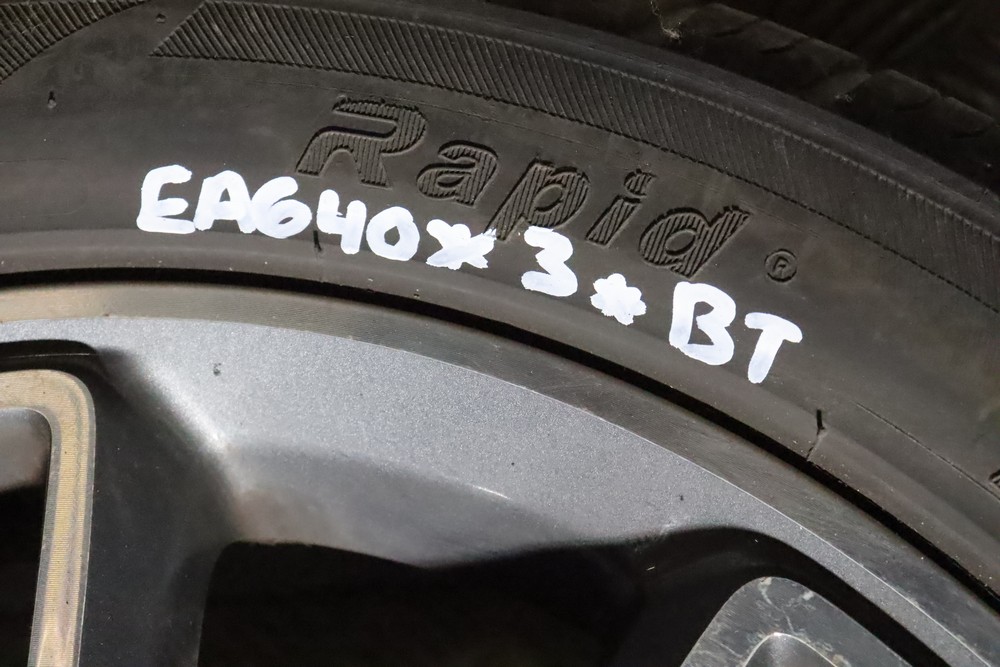 Rapid ®
EA640* 3 * BT